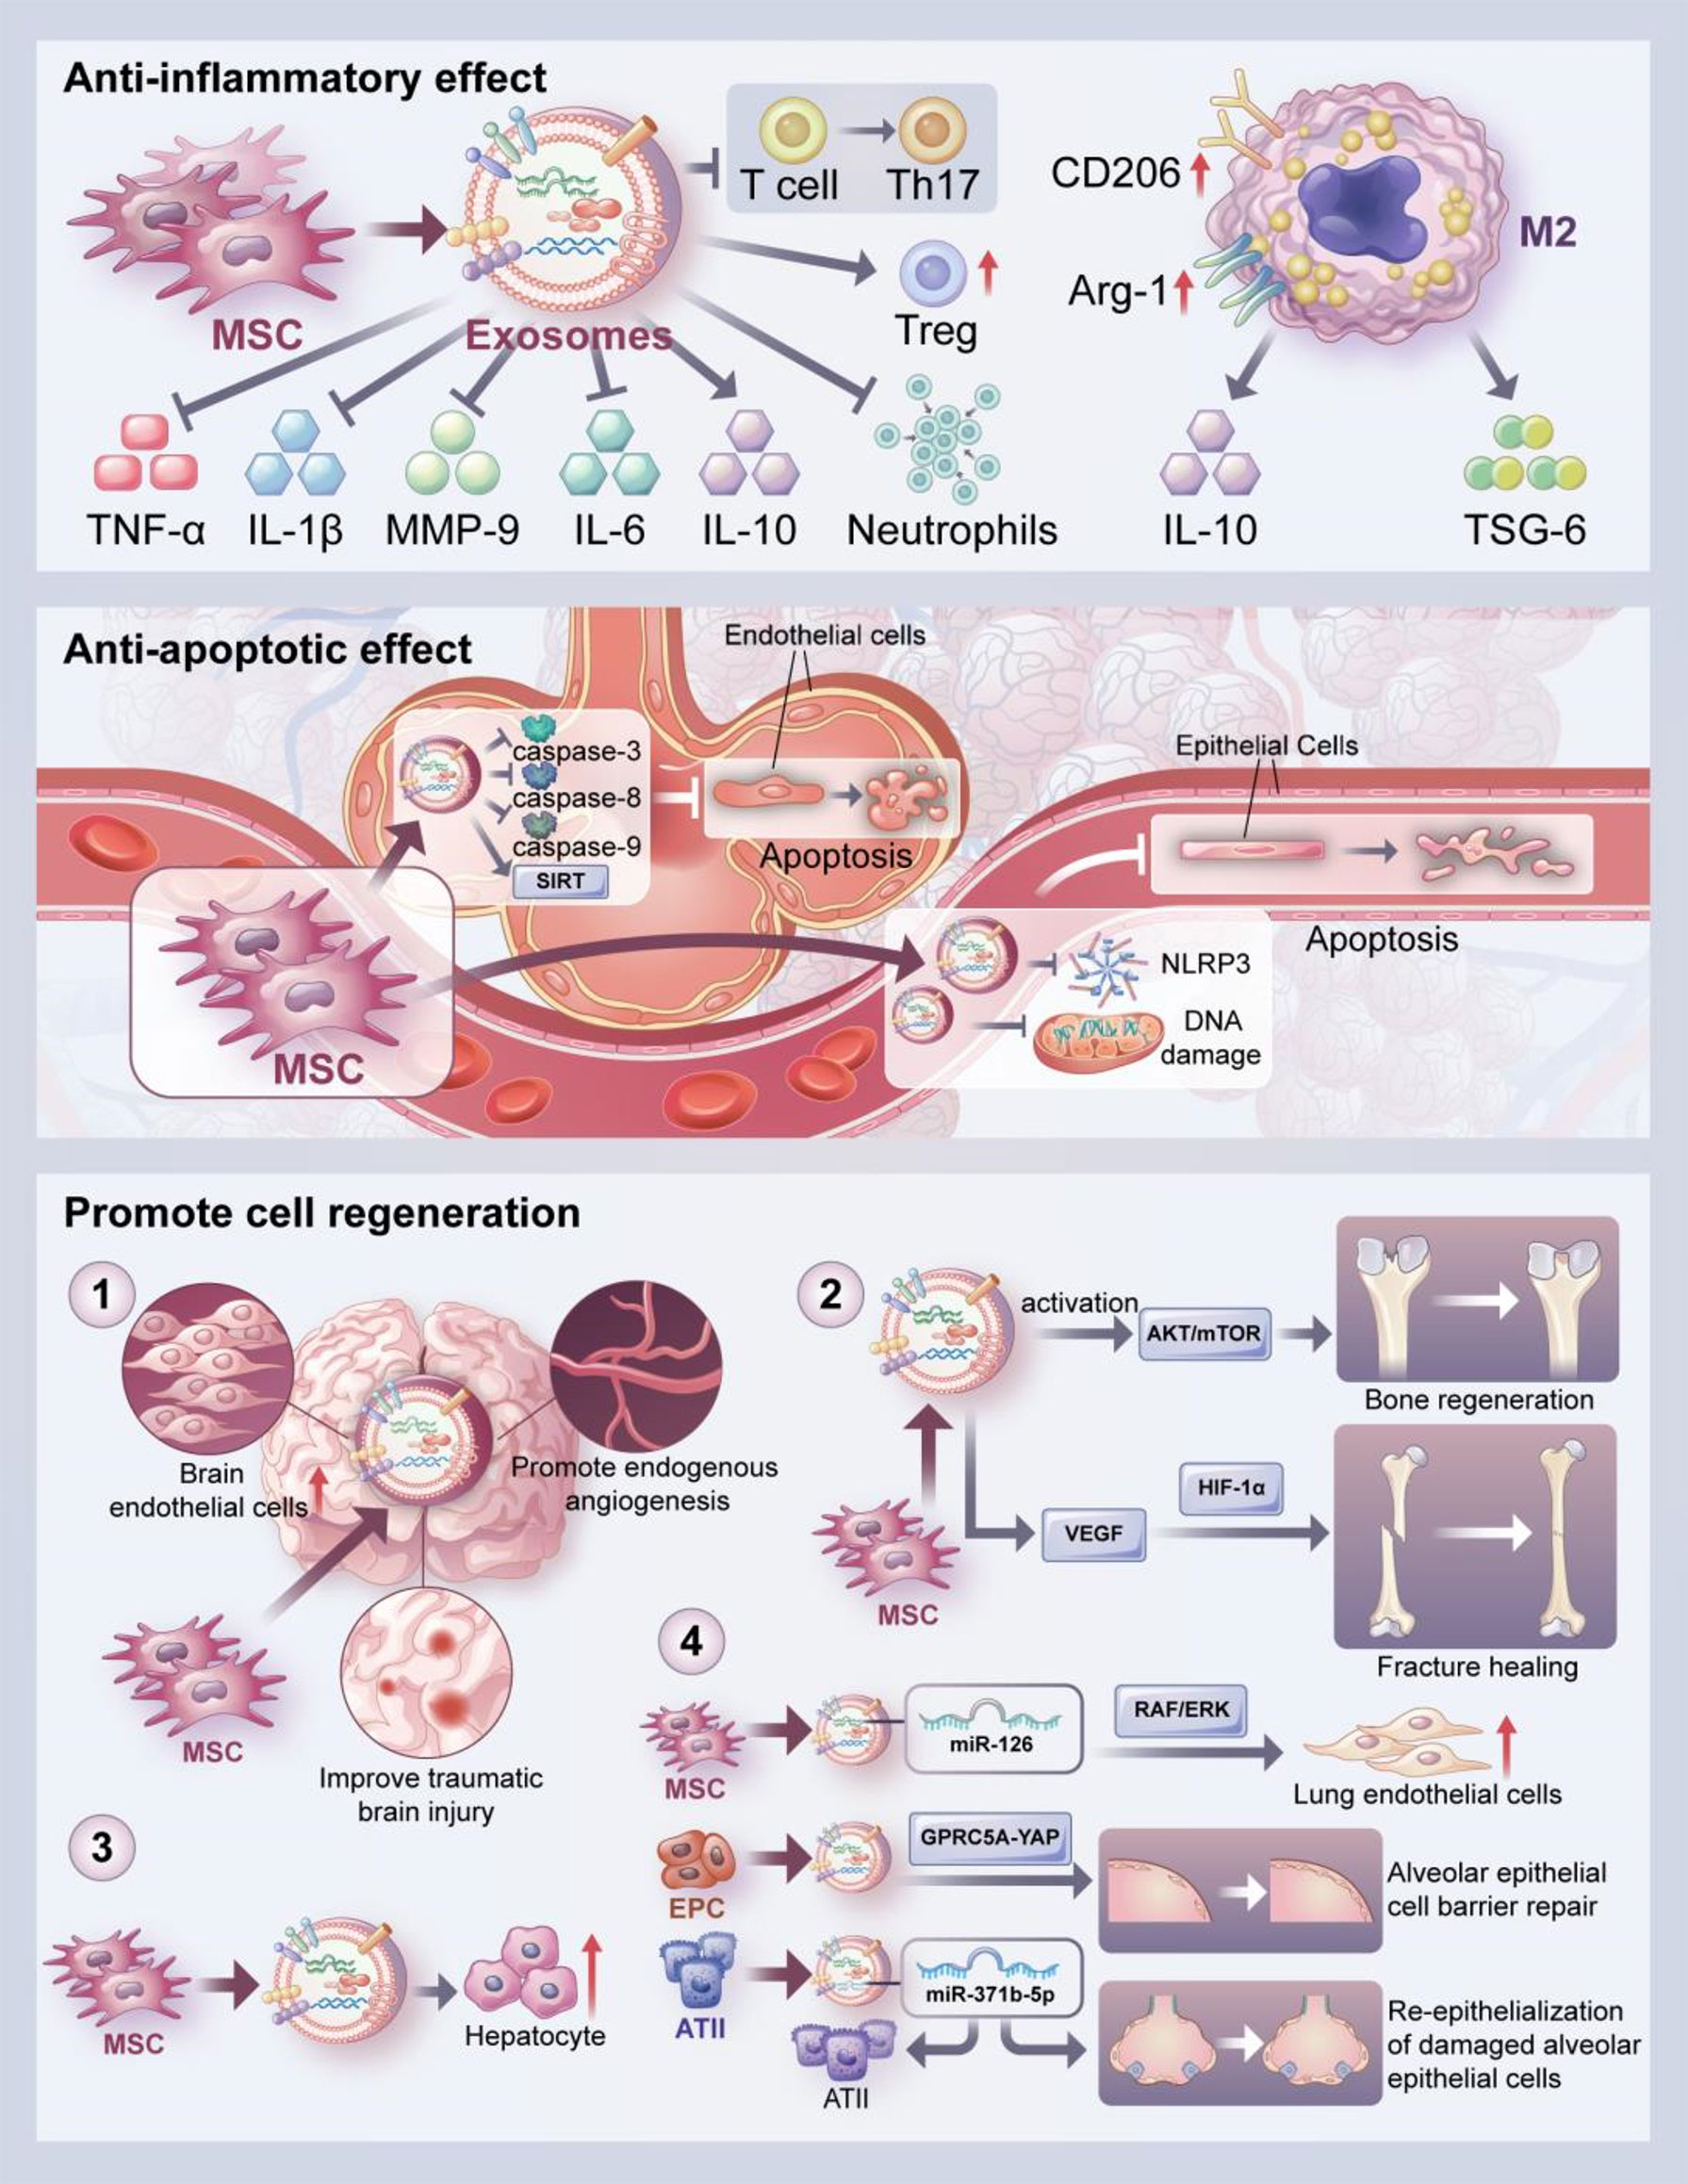 Anti-inflammatory effect
MSC
Exosomes
T cell
Th17
Treg
CD206
Arg-1
M2
TNF-α
IL-1β
MMP-9
IL-6
IL-10
Neutrophils
IL-10
TSG-6
Anti-apoptotic effect
Endothelial cells
caspase-3
caspase-8
caspase-9
SIRT
Apoptosis
Epithelial Cells
Apoptosis
MSC
NLRP3
DNA
damage
Promote cell regeneration
1
Brain
endothelial cells
Promote endogenous
angiogenesis
MSC
Improve traumatic
brain injury
2
activation
AKT/mTOR
Bone regeneration
MSC
VEGF
HIF-1α
Fracture healing
3
MSC
Hepatocyte
4
MSC
miR-126
RAF/ERK
Lung endothelial cells
EPC
GPRC5A-YAP
Alveolar epithelial
cell barrier repair
ATII
miR-371b-5p
ATII
Re-epithelialization
of damaged alveolar
epithelial cells